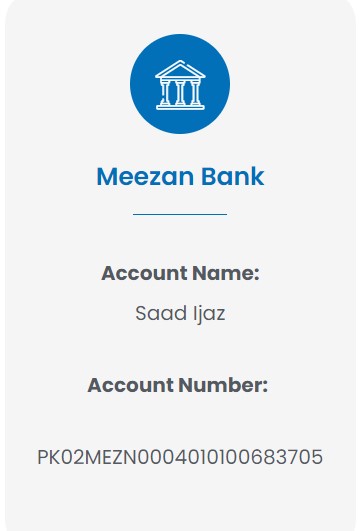 Meezan Bank
Account Name:
Saad Ijaz
Account Number:
PK02MEZN0004010100683705